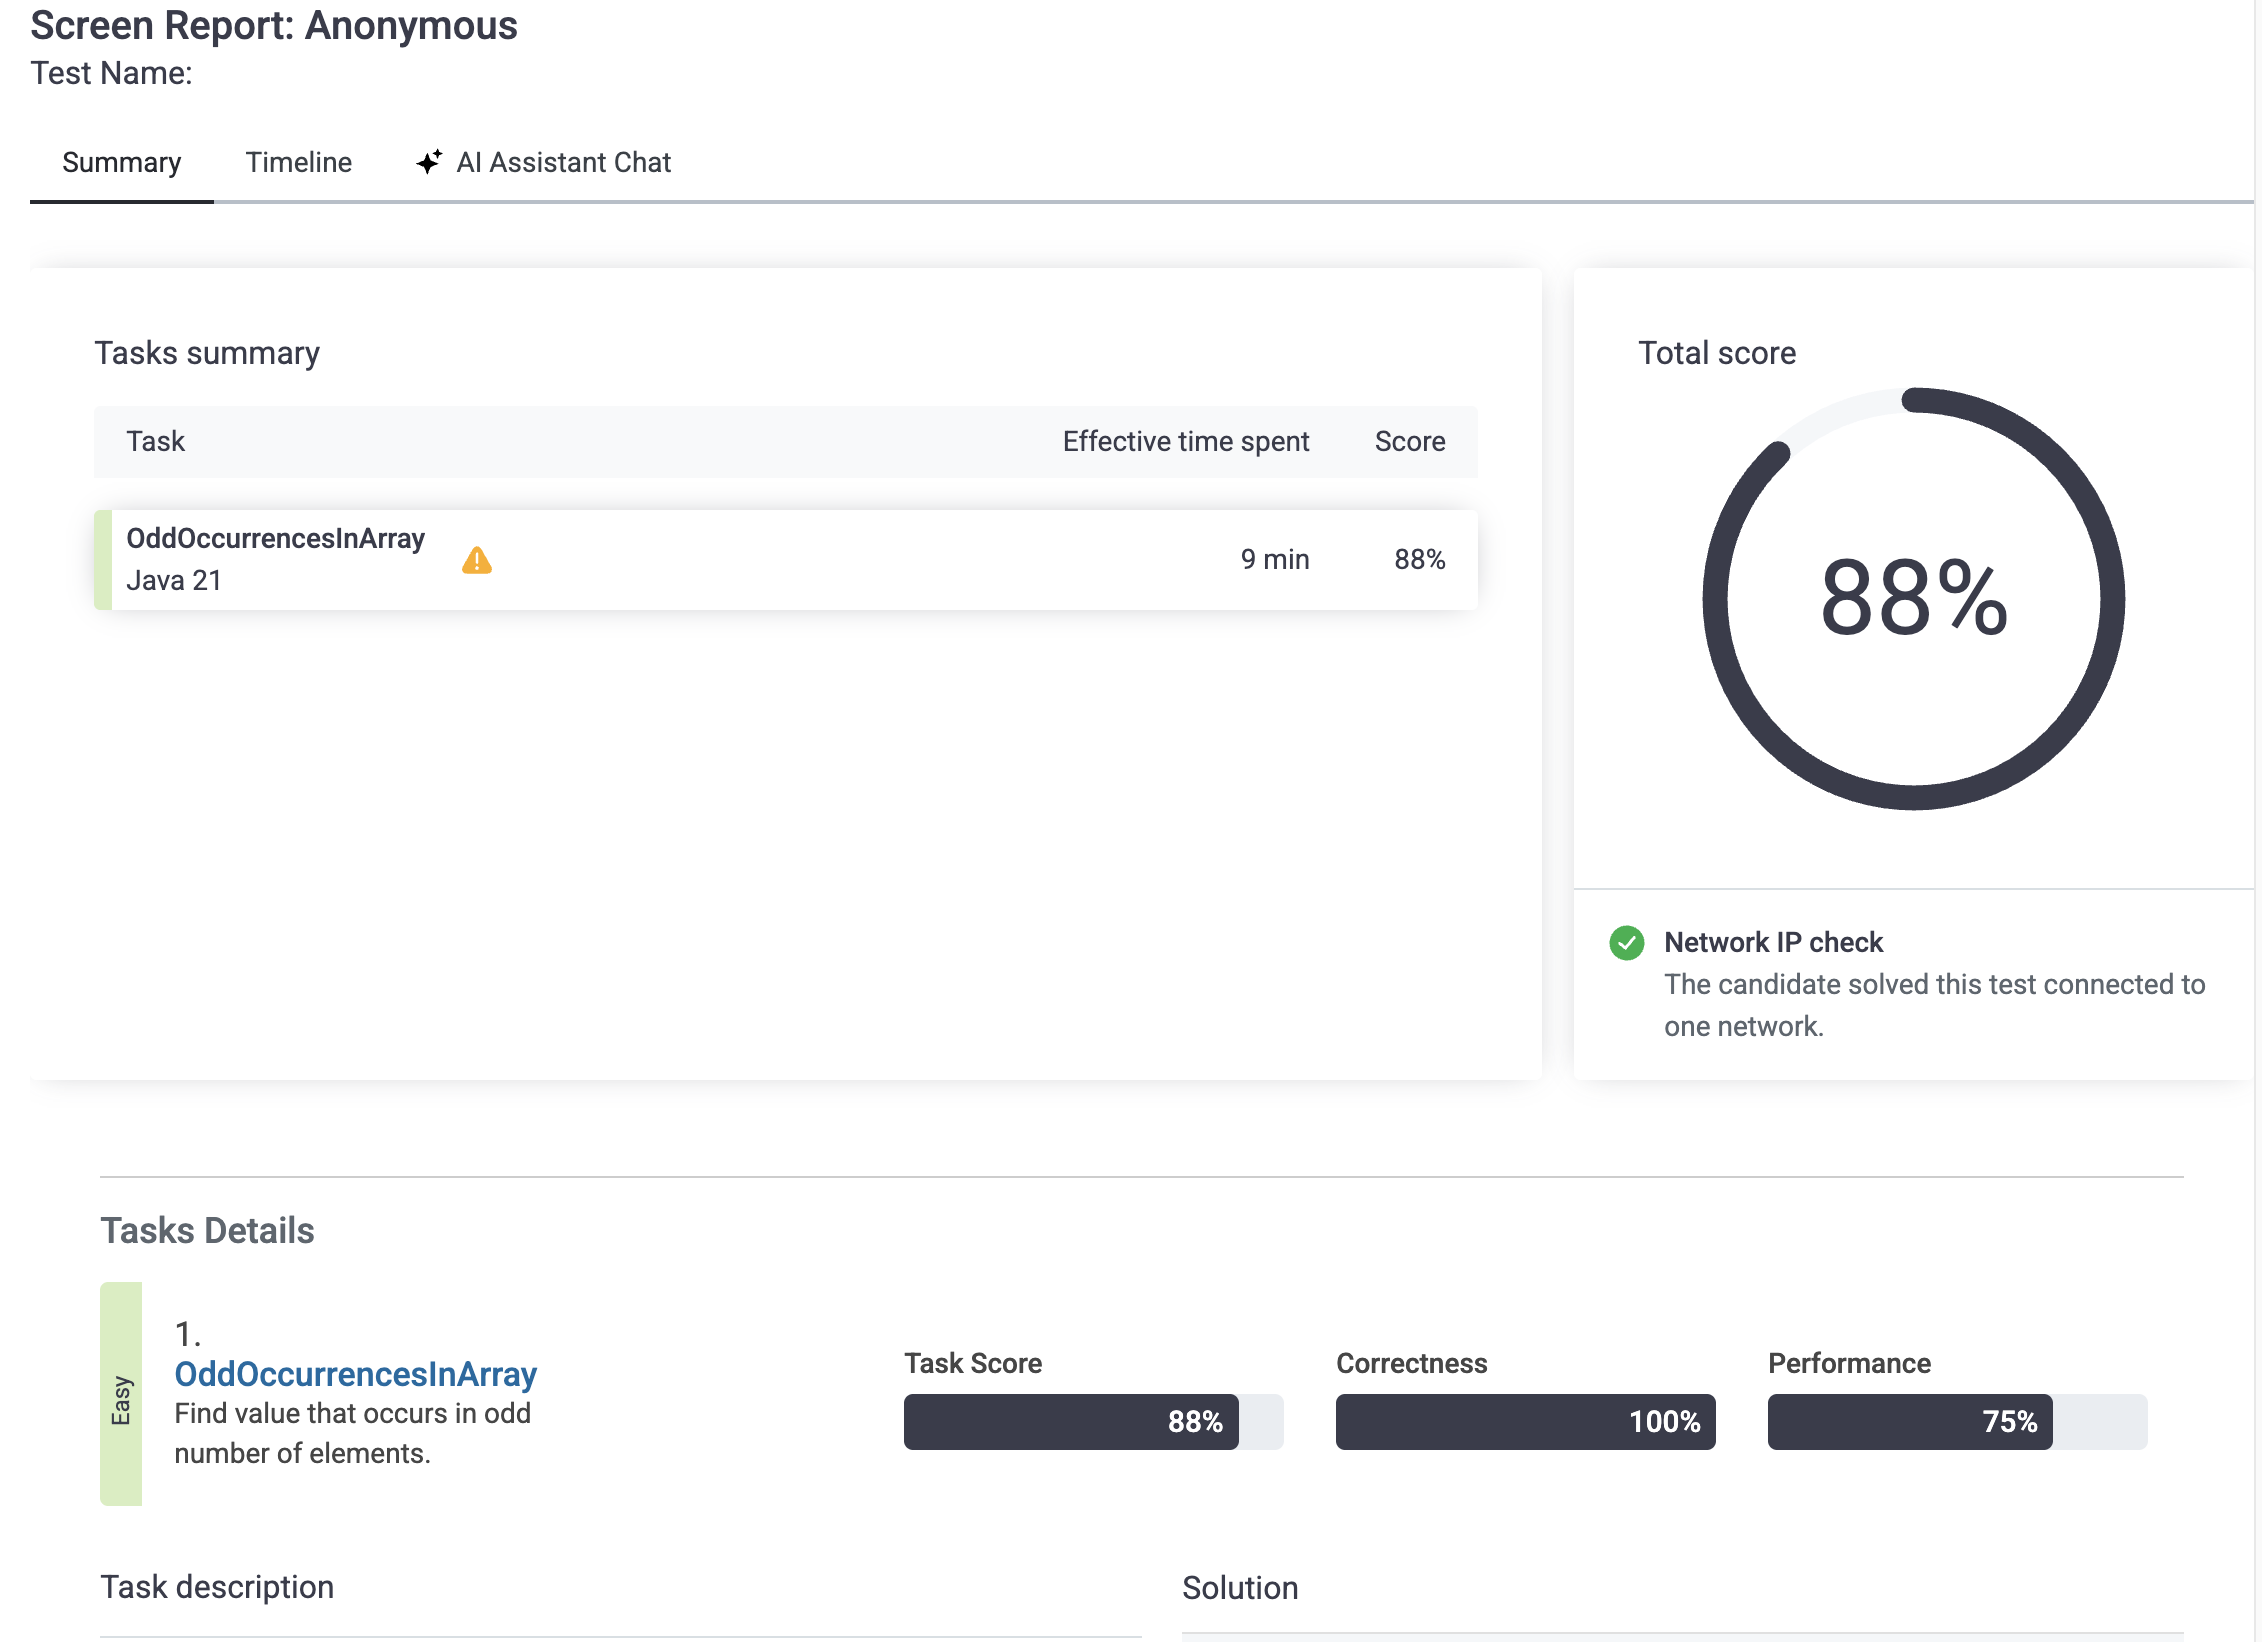 Screen Report: Anonymous
Test Name:
Summary
Timeline
AI Assistant Chat
Tasks summary
Task
Effective time spent
Score
OddOccurrencesInArray
Java 21
9 min
88%
Total score
88%
Network IP check
The candidate solved this test connected to
one network.
Tasks Details
Easy
1.
OddOccurrencesInArray
Find value that occurs in odd
number of elements.
Task Score
88%
Correctness
100%
Performance
75%
Task description
Solution